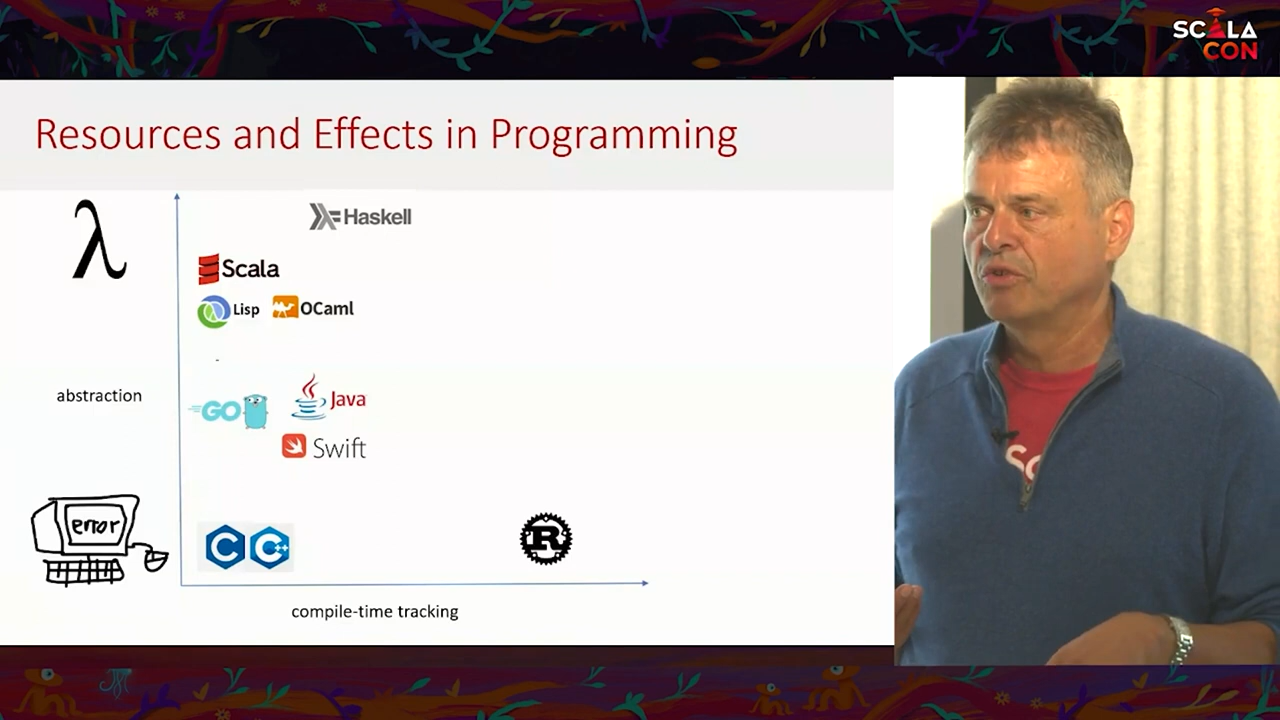 SCALA
CON
Resources and Effects in Programming
λ
Haskell
Scala
Lisp
OCaml
abstraction
GO
Java
Swift
error
C
C++
R
compile-time tracking
Sc